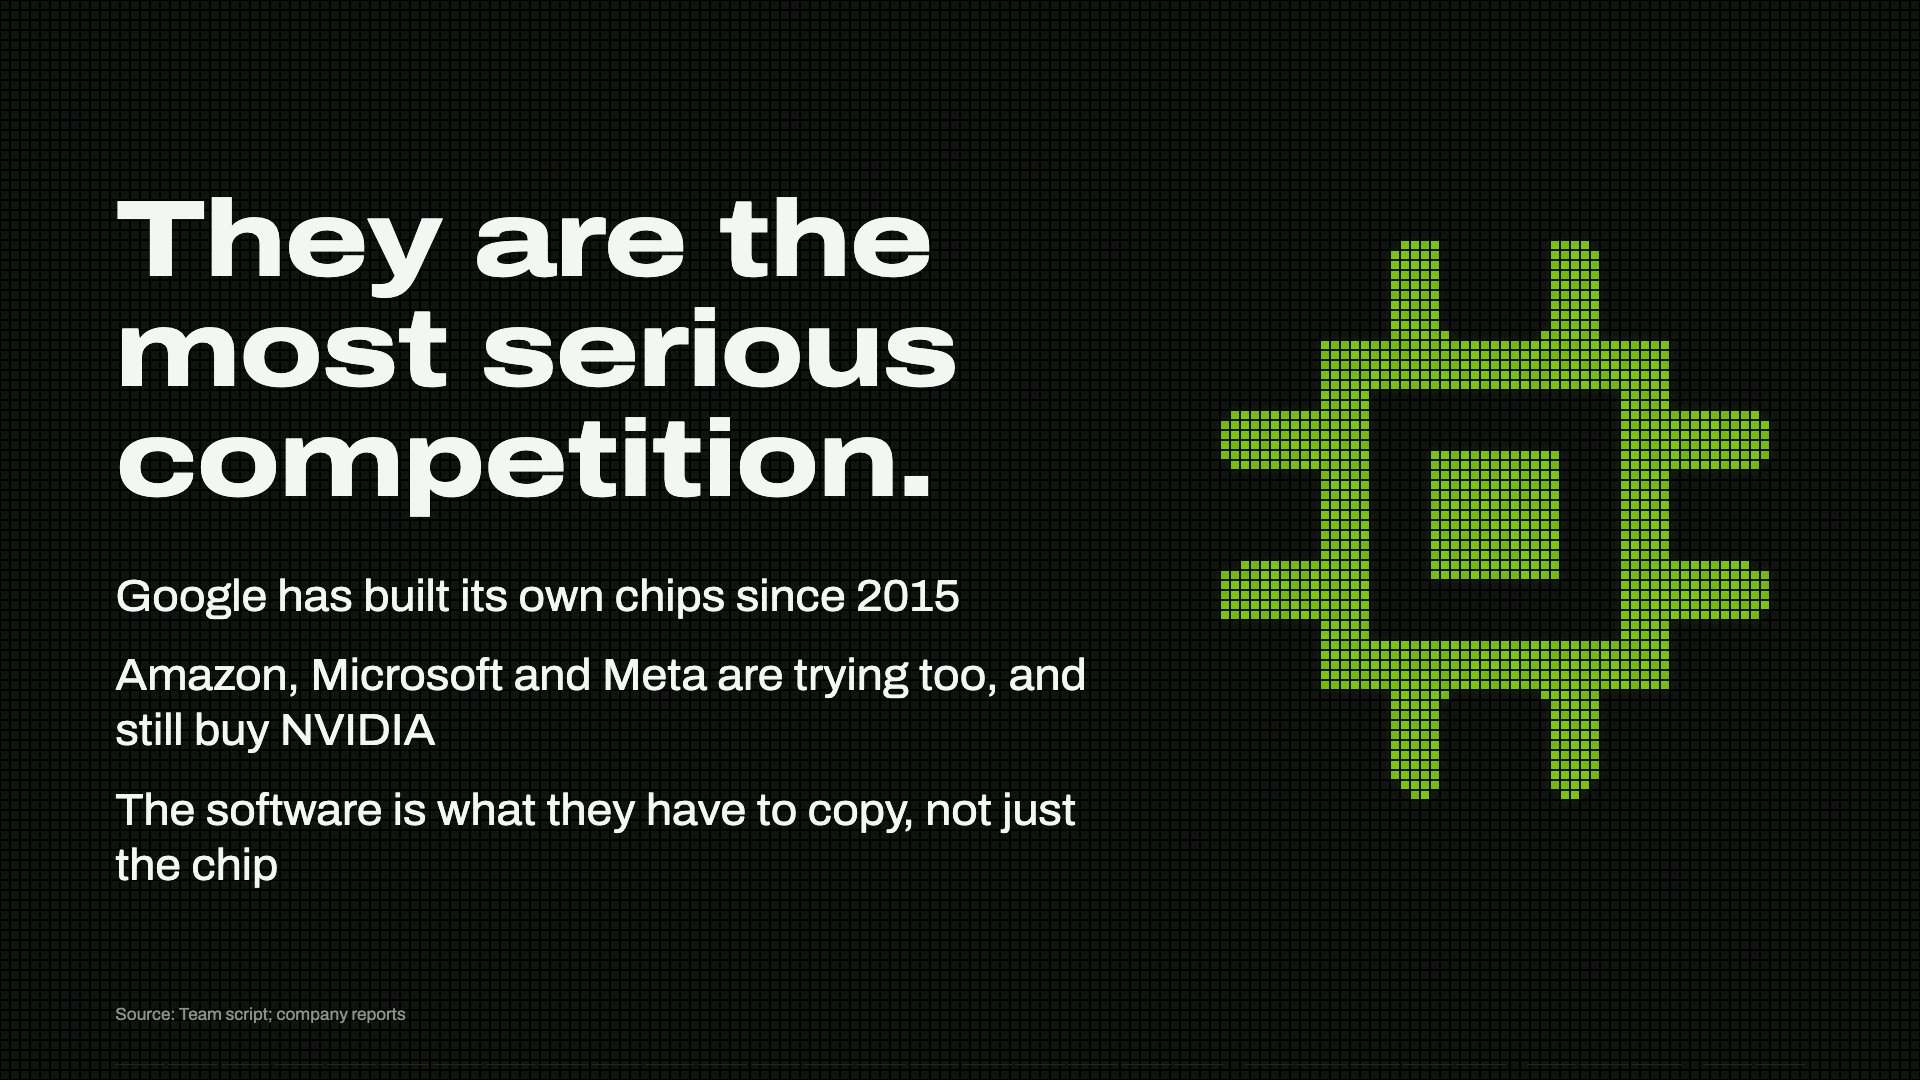 They are the
most serious
competition.
Google has built its own chips since 2015
Amazon, Microsoft and Meta are trying too, and
still buy NVIDIA
The software is what they have to copy, not just
the chip
Source: Team script; company reports